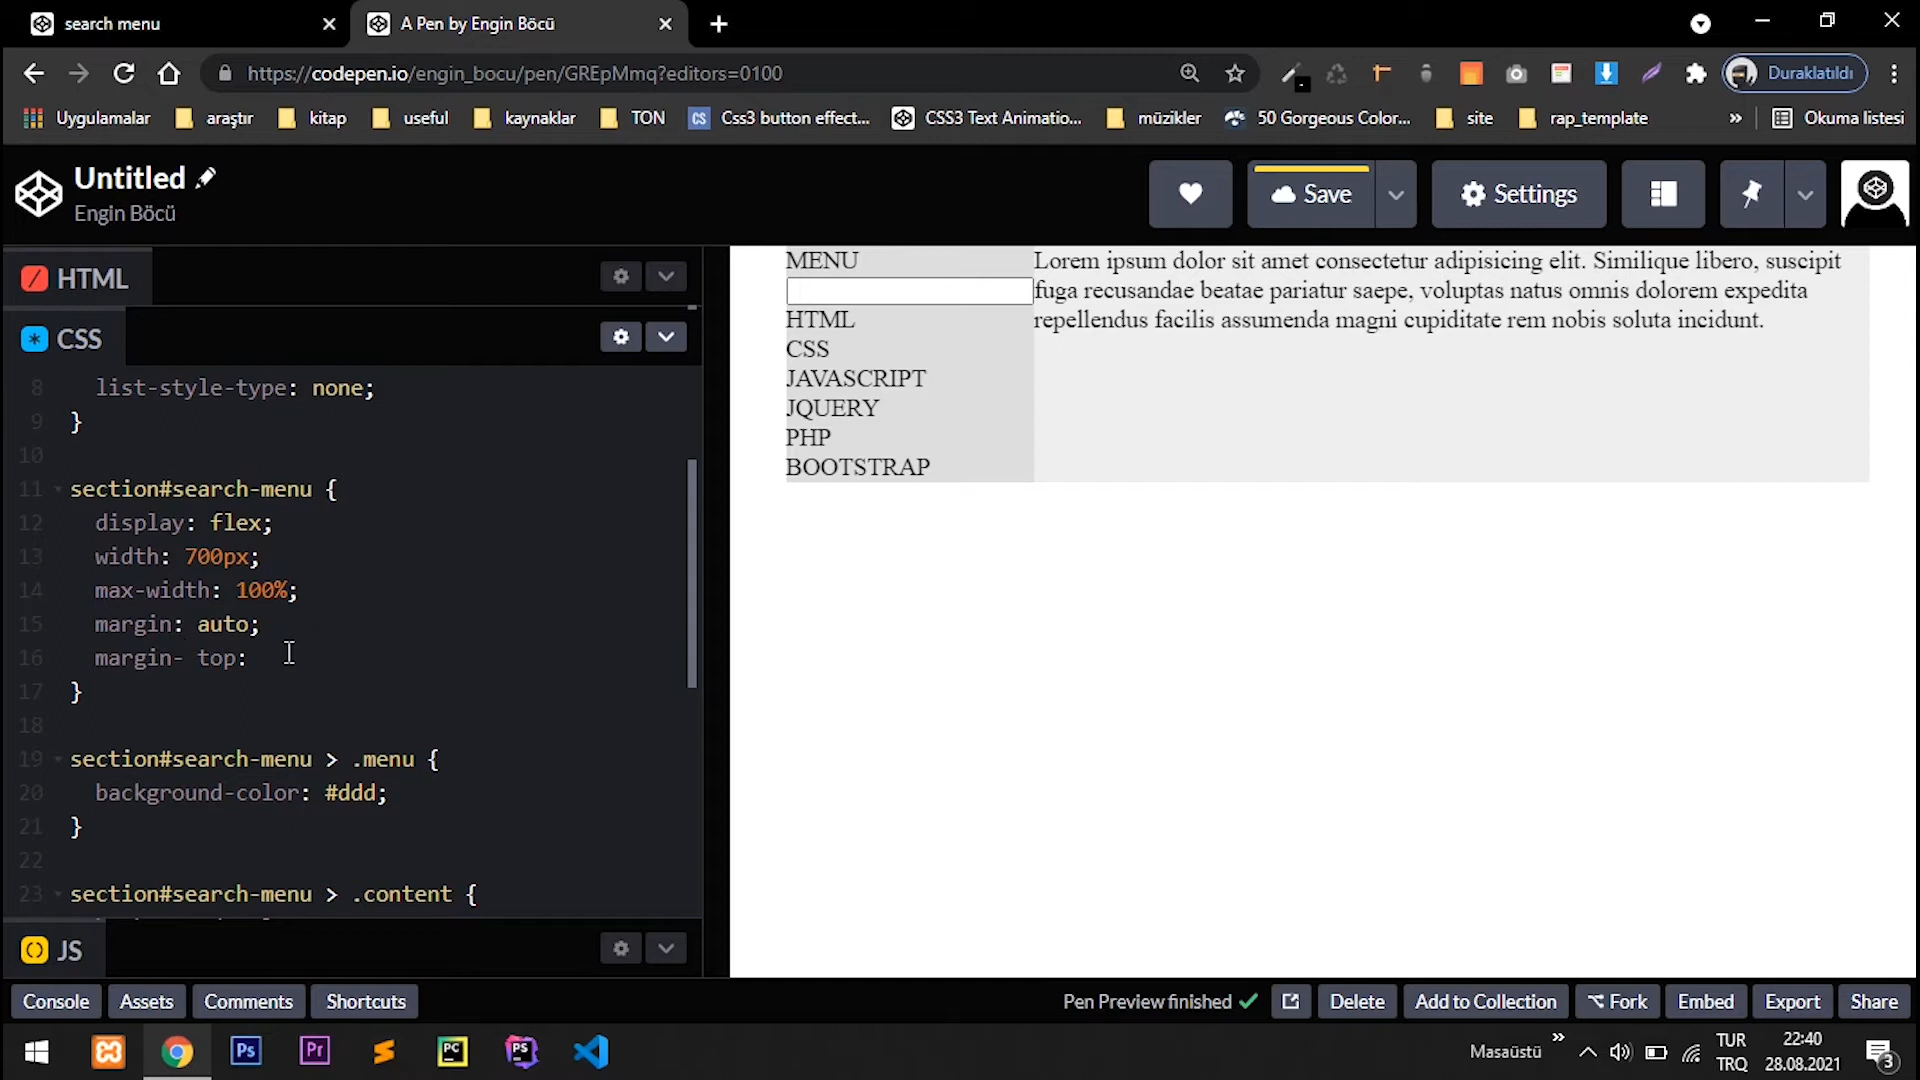 search menu
A Pen by Engin Böcü
https://codepen.io/engin_bocu/pen/GREpMmq?editors=0100
Duraklatıldı
Uygulamalar
araştır
kitap
useful
kaynaklar
TON
CS
Css3 button effect...
CSS3 Text Animatio...
müzikler
50 Gorgeous Color...
site
rap_template
»
Okuma listesi
Untitled
Engin Böcü
Save
Settings
HTML
CSS
8 list-style-type: none;
9 }
10
11 section#search-menu {
12 display: flex;
13 width: 700px;
14 max-width: 100%;
15 margin: auto;
16 margin- top:
17 }
18
19 section#search-menu > .menu {
20 background-color: #ddd;
21 }
22
23 section#search-menu > .content {
JS
MENU
HTML
CSS
JAVASCRIPT
JQUERY
PHP
BOOTSTRAP
Lorem ipsum dolor sit amet consectetur adipisicing elit. Similique libero, suscipit
fuga recusandae beatae pariatur saepe, voluptas natus omnis dolorem expedita
repellendus facilis assumenda magni cupiditate rem nobis soluta incidunt.
Console
Assets
Comments
Shortcuts
Pen Preview finished
Delete
Add to Collection
Fork
Embed
Export
Share
Ps
Pr
PC
PS
Masaüstü
»
TUR
TRQ
22:40
28.08.2021
3